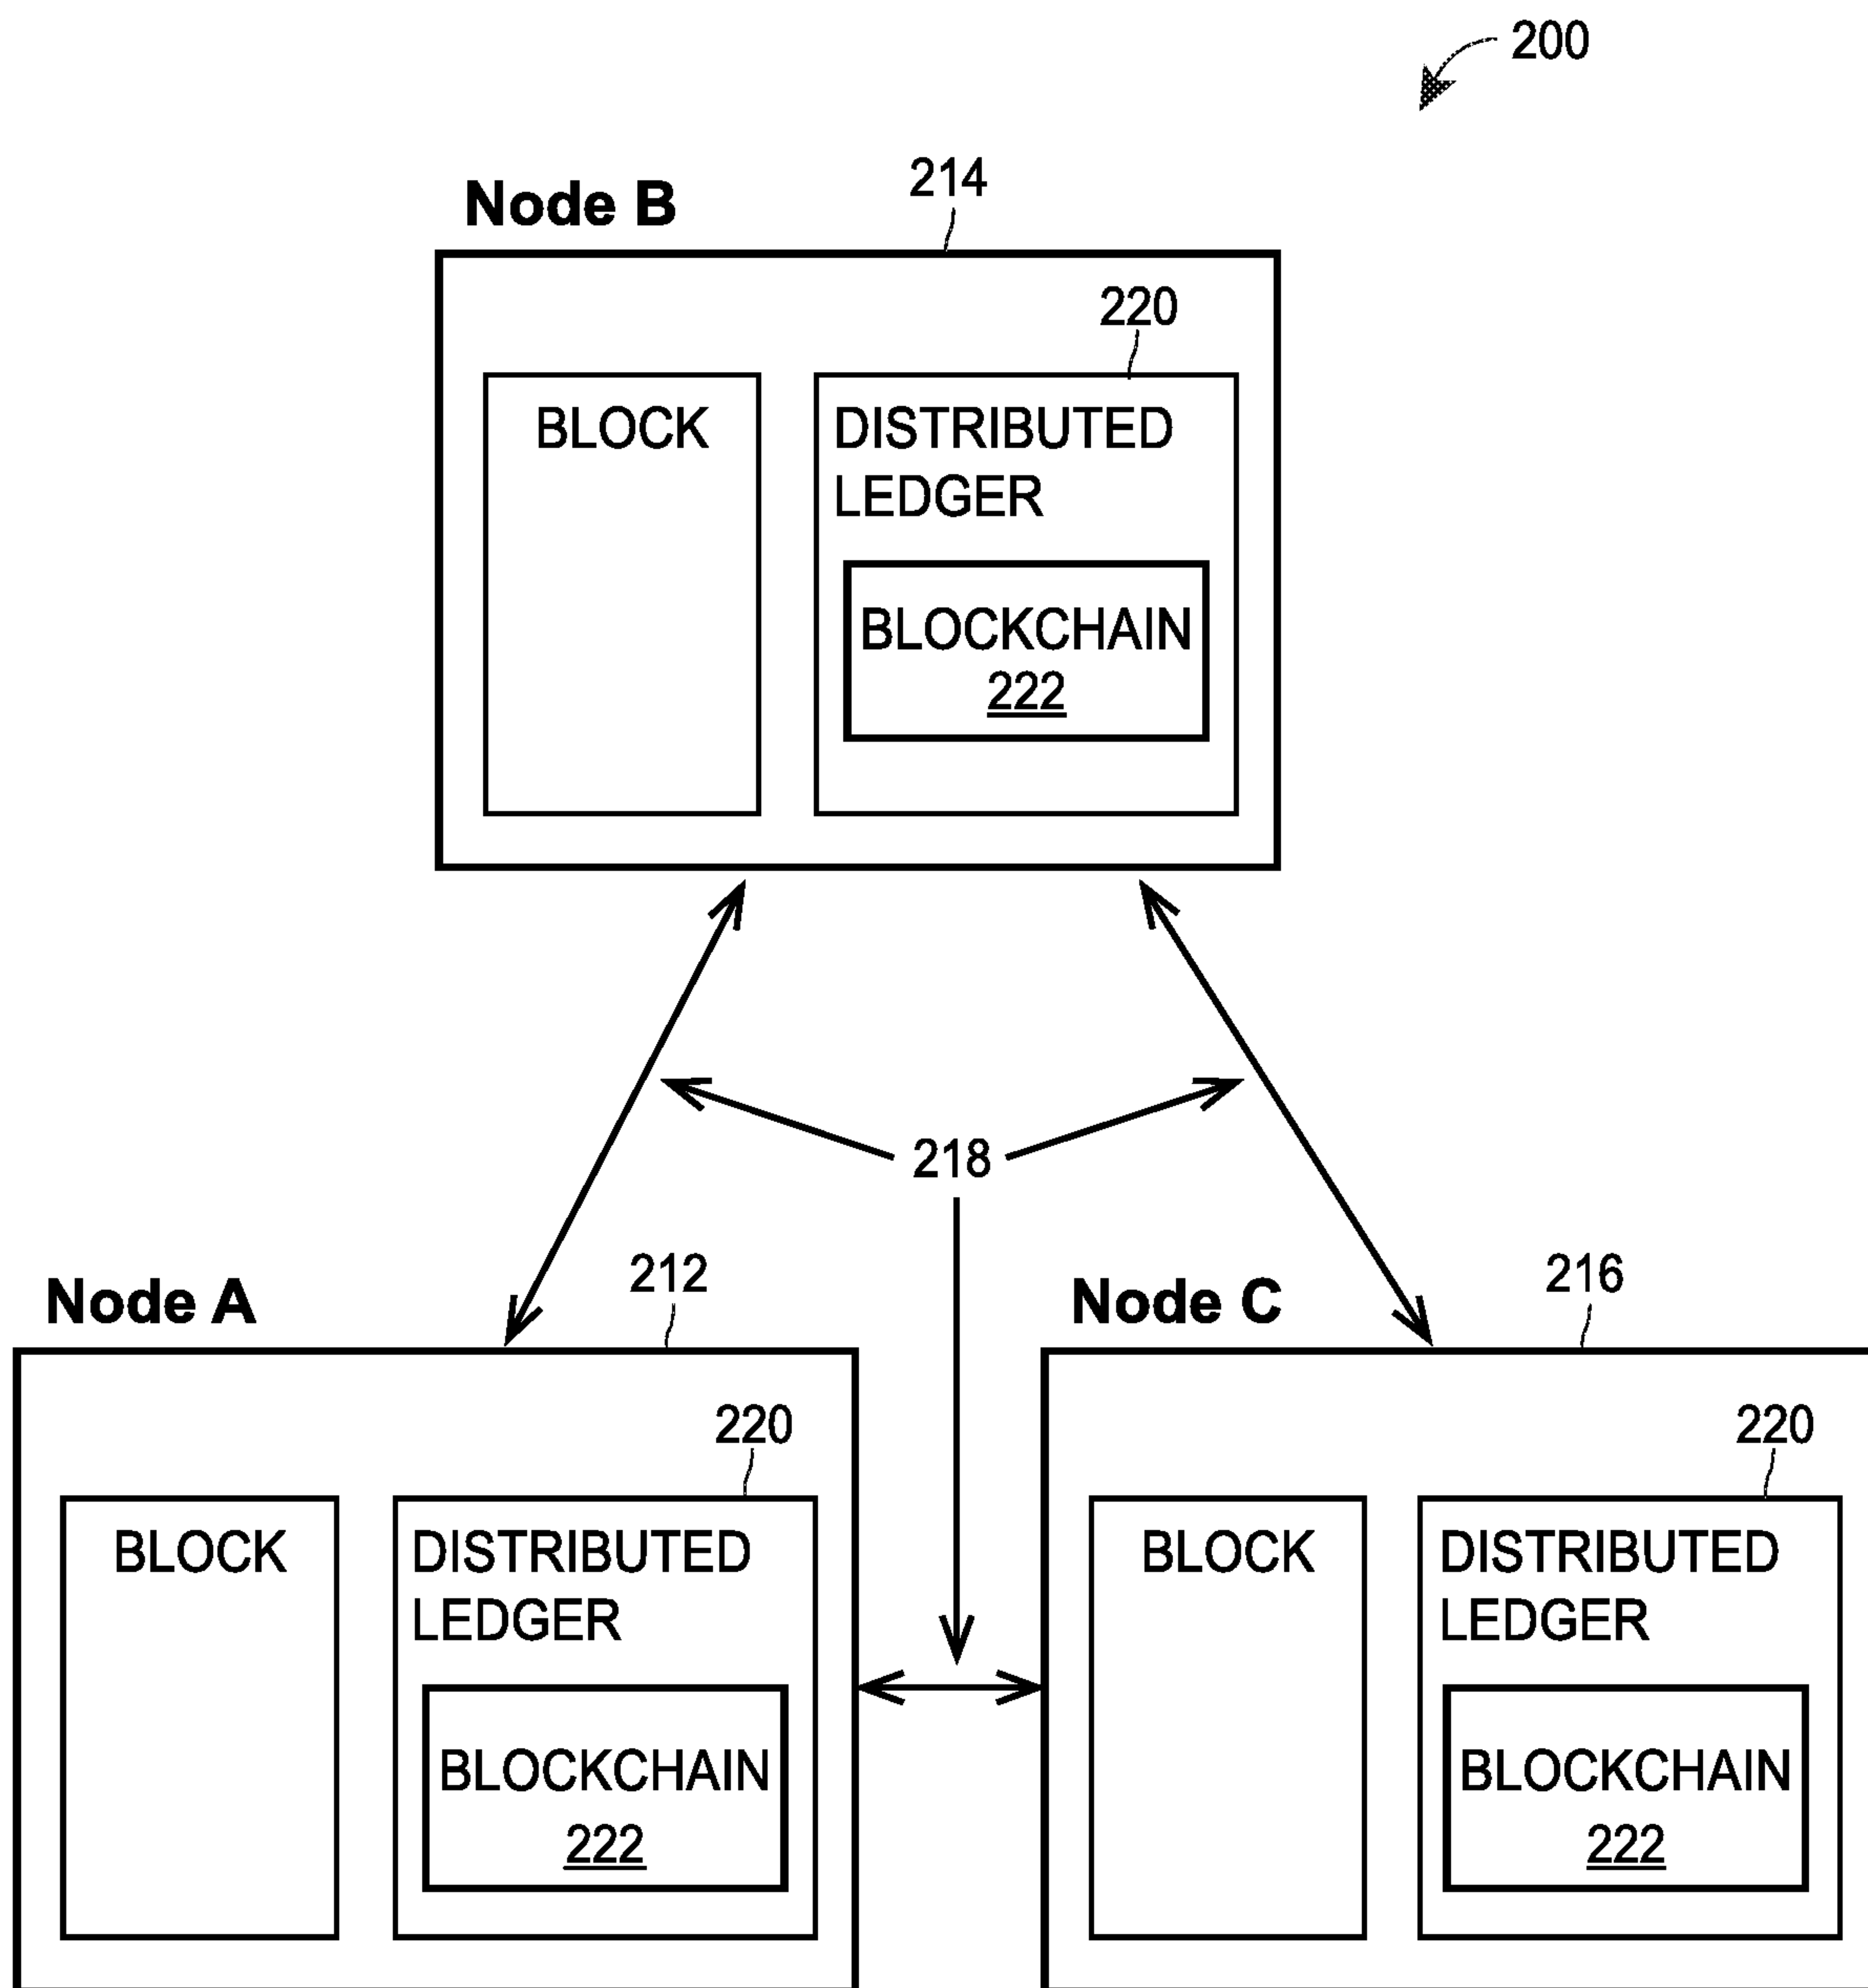 200
Node B
214
220
BLOCK
DISTRIBUTED
LEDGER
BLOCKCHAIN
222
218
Node A
212
220
BLOCK
DISTRIBUTED
LEDGER
BLOCKCHAIN
222
Node C
216
220
BLOCK
DISTRIBUTED
LEDGER
BLOCKCHAIN
222